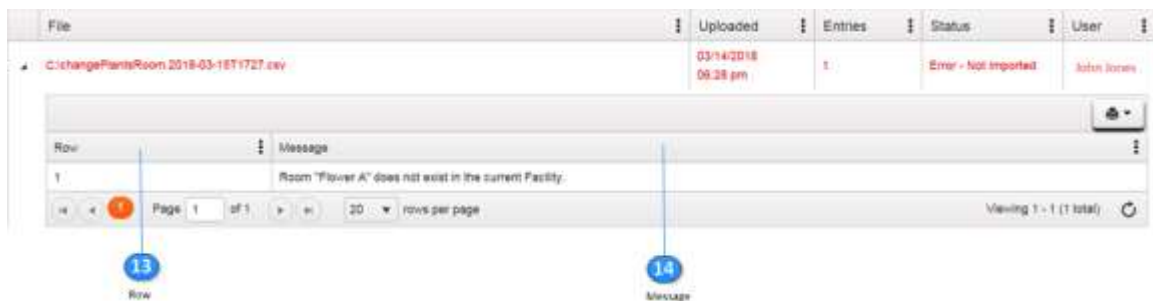 File Uploaded Entries Status User
C:\changePlantsRoom 2018-03-15T1727.csv 03/14/2018 1 Error - Not Imported John Jones
06:28 pm
Row Message
1 Room "Flower A" does not exist in the current Facility.
1 Page 1 of 1 20 rows per page Viewing 1 - 1 (1 total)
13 14
Row Message